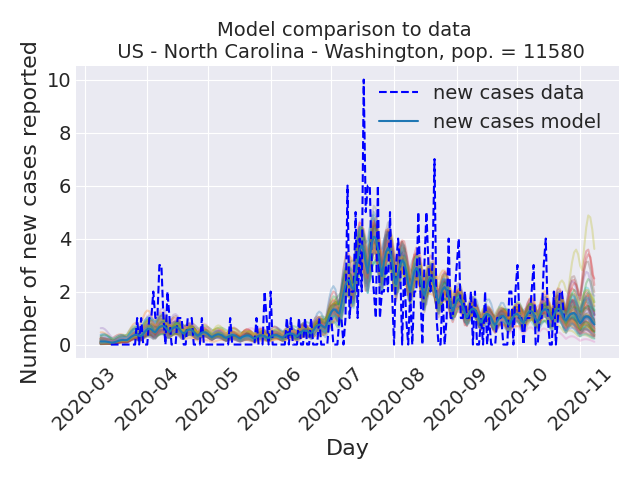 Model comparison to data
US - North Carolina - Washington, pop. = 11580
Number of new cases reported
10
8
6
4
2
0
new cases data
new cases model
2020-03
2020-04
2020-05
2020-06
2020-07
2020-08
2020-09
2020-10
2020-11
Day